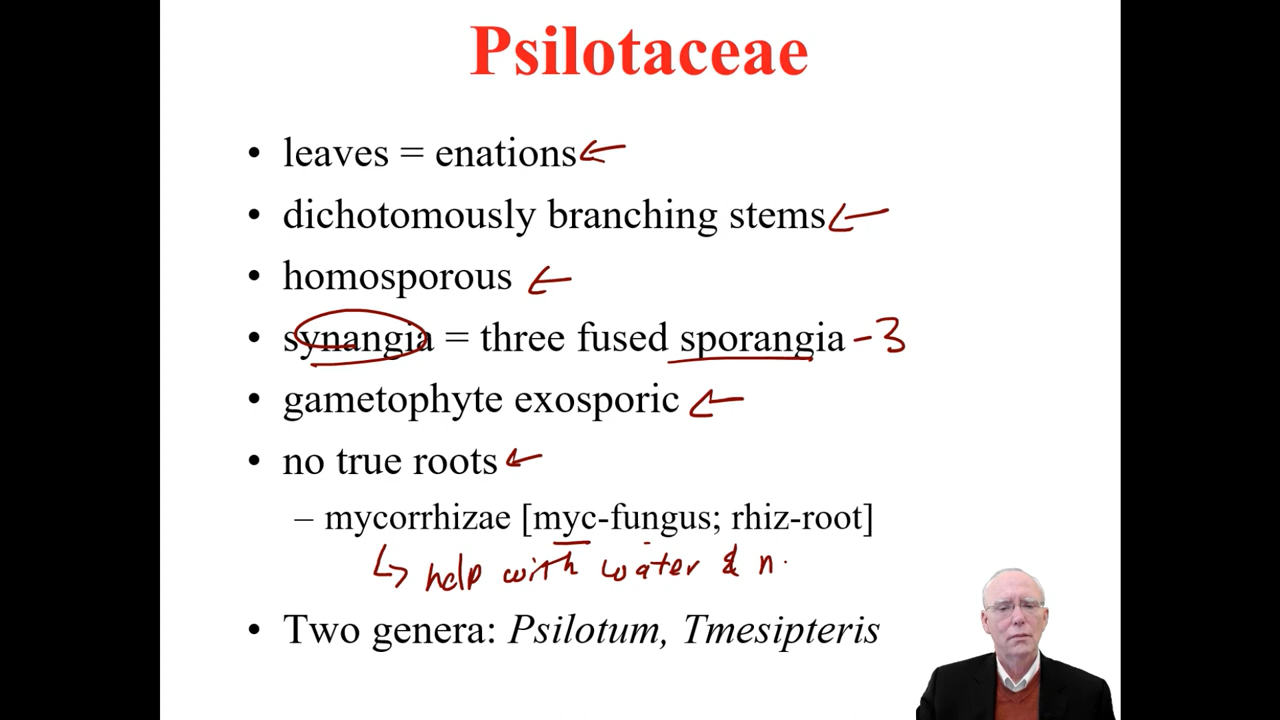 Psilotaceae
• leaves = enations
• dichotomously branching stems
• homosporous
• synangia = three fused sporangia -3
• gametophyte exosporic
• no true roots
– mycorrhizae [myc-fungus; rhiz-root]
↳ help with water & n
• Two genera: Psilotum, Tmesipteris